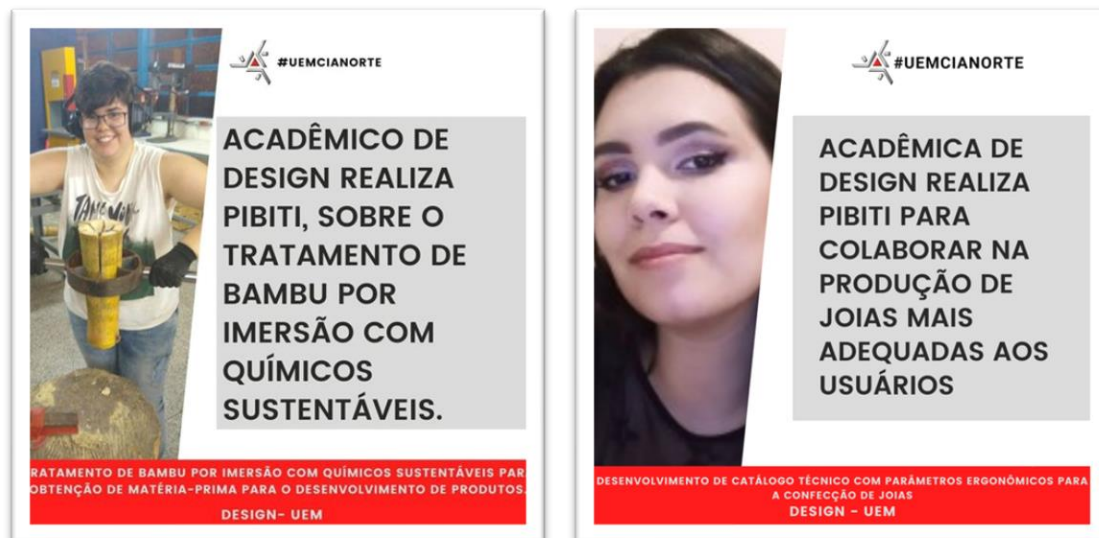 #UEMCIANORTE
ACADÊMICO DE
DESIGN REALIZA
PIBITI, SOBRE O
TRATAMENTO DE
BAMBU POR
IMERSÃO COM
QUÍMICOS
SUSTENTÁVEIS.
RATAMENTO DE BAMBU POR IMERSÃO COM QUÍMICOS SUSTENTÁVEIS PAR
OBTENÇÃO DE MATÉRIA-PRIMA PARA O DESENVOLVIMENTO DE PRODUTOS.
DESIGN- UEM
#UEMCIANORTE
ACADÊMICA DE
DESIGN REALIZA
PIBITI PARA
COLABORAR NA
PRODUÇÃO DE
JOIAS MAIS
ADEQUADAS AOS
USUÁRIOS
DESENVOLVIMENTO DE CATÁLOGO TÉCNICO COM PARÂMETROS ERGONÔMICOS PARA
A CONFECÇÃO DE JOIAS
DESIGN - UEM